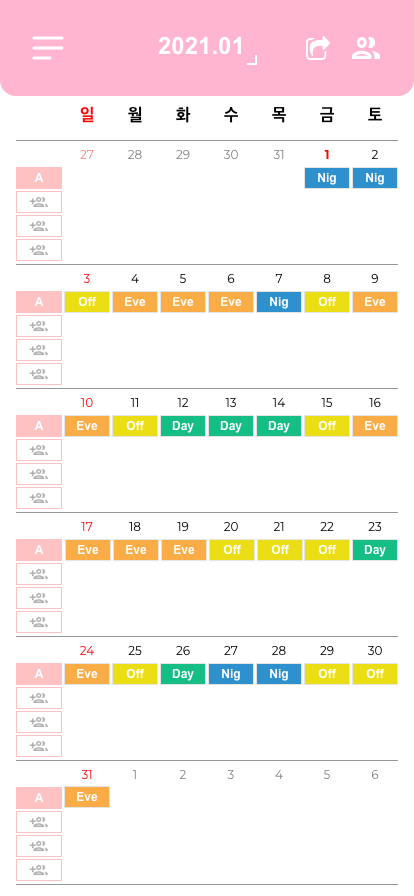 2021.01
일 월 화 수 목 금 토
27 28 29 30 31 1 2
A Nig Nig
3 4 5 6 7 8 9
A Off Eve Eve Eve Nig Off Eve
10 11 12 13 14 15 16
A Eve Off Day Day Day Off Eve
17 18 19 20 21 22 23
A Eve Eve Eve Off Off Off Day
24 25 26 27 28 29 30
A Eve Off Day Nig Nig Off Off
31 1 2 3 4 5 6
A Eve